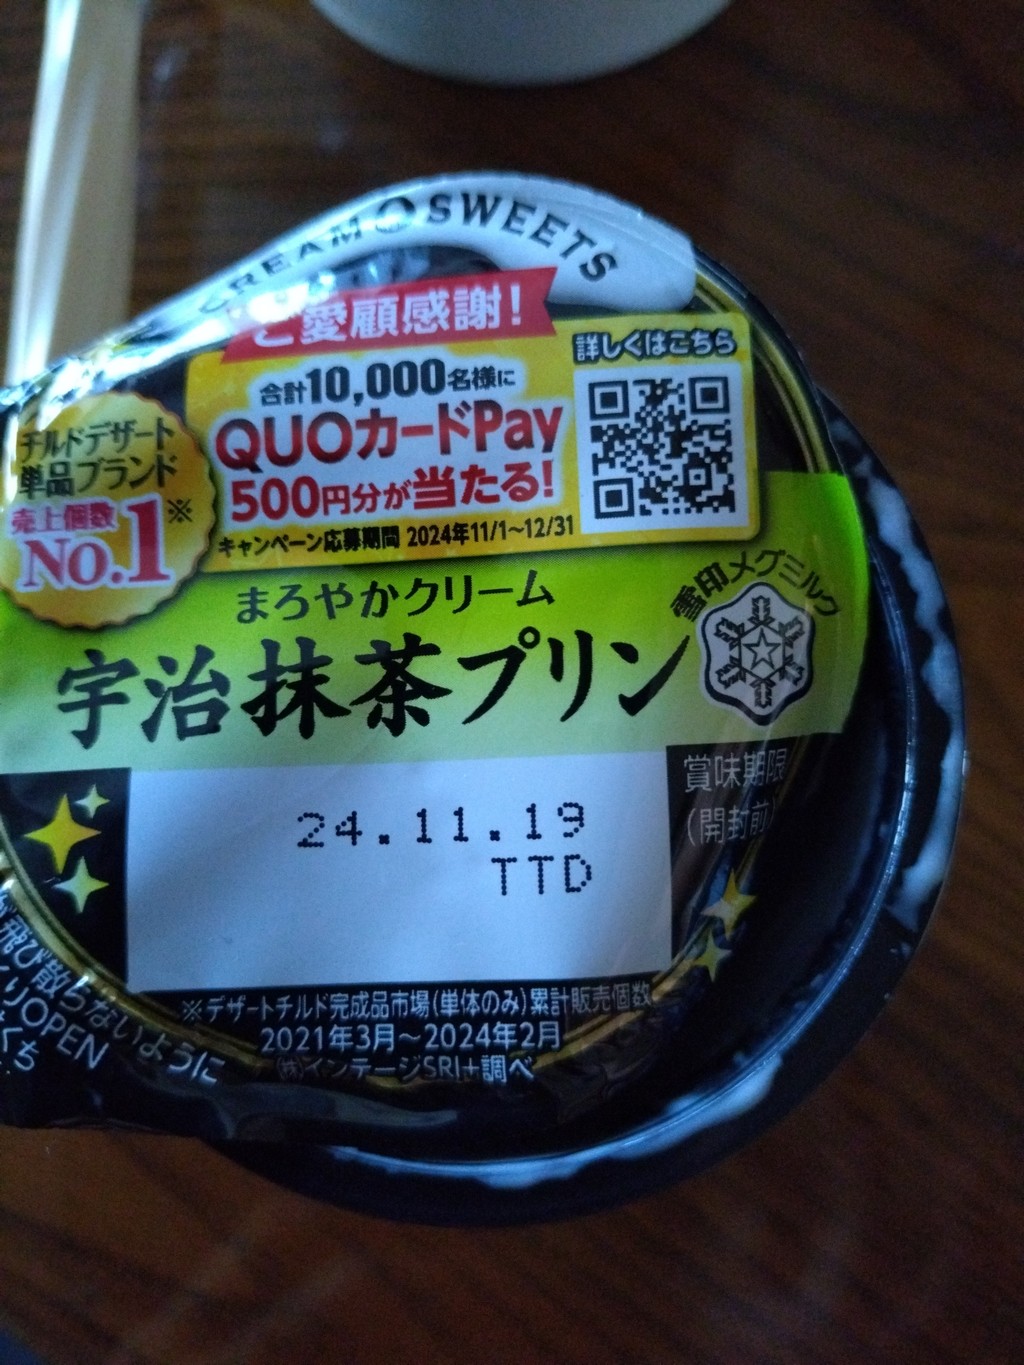 CREAM SWEETS
ご愛顧感謝!
合計10,000名様に
QUOカードPay
500円分が当たる!
キャンペーン応募期間 2024年11/1~12/31
詳しくはこちら
チルドデザート
単品ブランド
売上個数
No.1※
まろやかクリーム
宇治抹茶プリン
雪印メグミルク
賞味期限
(開封前)
24.11.19
TTD
※デザートチルド完成品市場(単体のみ)累計販売個数
2021年3月~2024年2月
㈱インテージSRI+調べ
飛び散らないように
OPEN